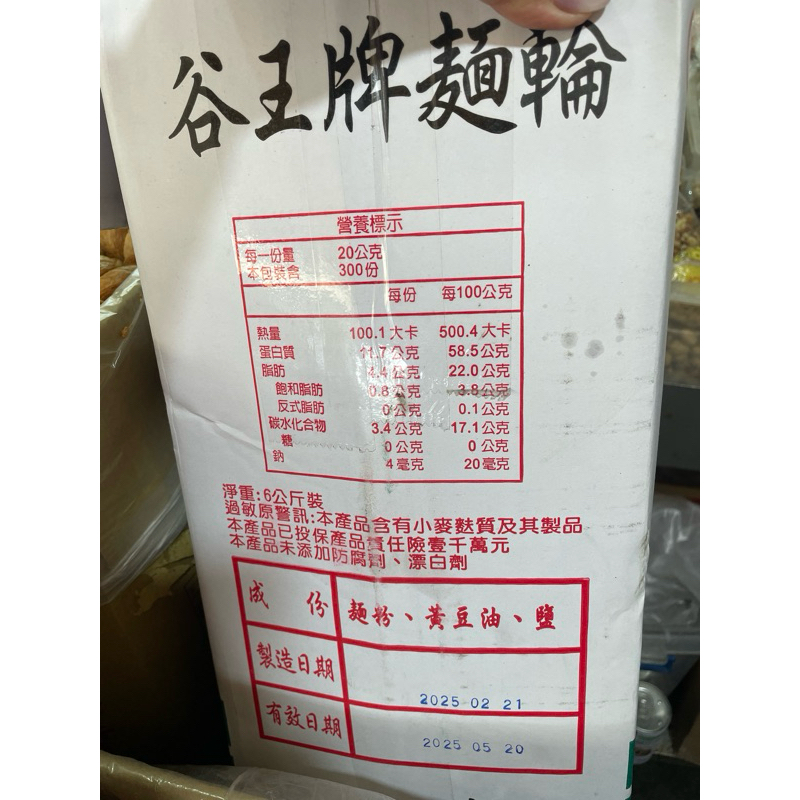 谷王牌麵輪
營養標示
每一份量 20公克
本包裝含 300份
每份 每100公克
熱量 100.1大卡 500.4大卡
蛋白質 11.7公克 58.5公克
脂肪 4.4公克 22.0公克
飽和脂肪 0.8公克 3.8公克
反式脂肪 0公克 0.1公克
碳水化合物 3.4公克 17.1公克
糖 0公克 0公克
鈉 4毫克 20毫克
淨重:6公斤裝
過敏原警訊:本產品含有小麥麩質及其製品
本產品已投保產品責任險壹千萬元
本產品未添加防腐劑、漂白劑
成份 麵粉、黃豆油、鹽
製造日期 2025 02 21
有效日期 2025 05 20